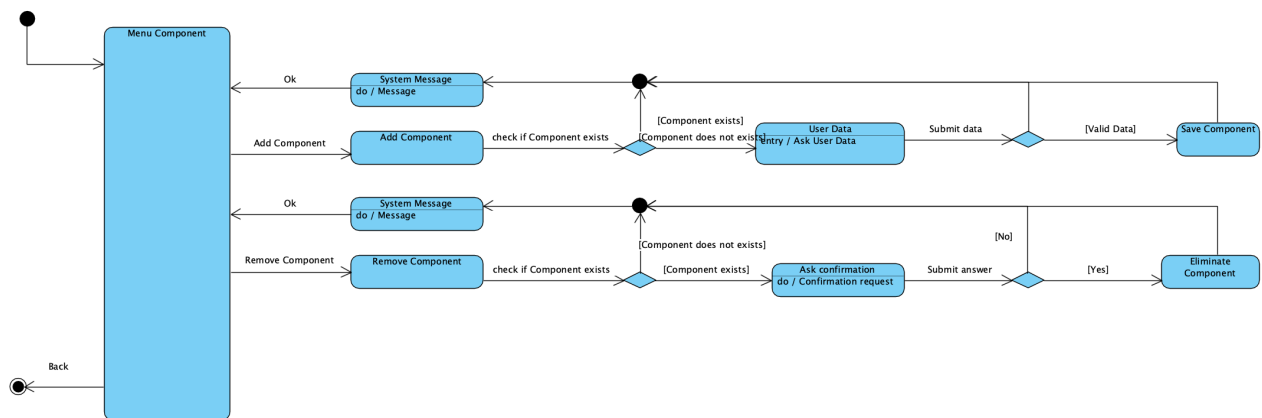 Menu Component
Ok
System Message
do / Message
[Component exists]
Add Component
Add Component
check if Component exists
[Component does not exists]
User Data
entry / Ask User Data
Submit data
[Valid Data]
Save Component
Ok
System Message
do / Message
[Component does not exists]
[No]
Remove Component
Remove Component
check if Component exists
[Component exists]
Ask confirmation
do / Confirmation request
Submit answer
[Yes]
Eliminate
Component
Back